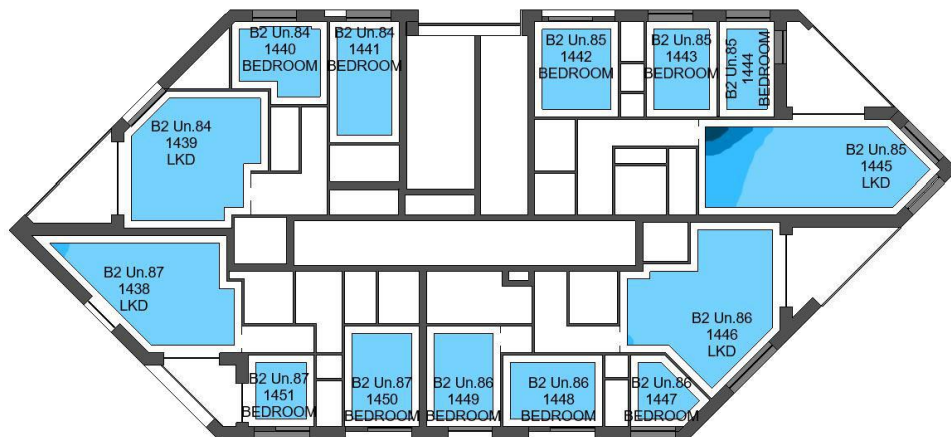 B2 Un.84
1440
BEDROOM
B2 Un.84
1441
BEDROOM
B2 Un.85
1442
BEDROOM
B2 Un.85
1443
BEDROOM
B2 Un.85
1444
BEDROOM
B2 Un.84
1439
LKD
B2 Un.85
1445
LKD
B2 Un.87
1438
LKD
B2 Un.86
1446
LKD
B2 Un.87
1451
BEDROOM
B2 Un.87
1450
BEDROOM
B2 Un.86
1449
BEDROOM
B2 Un.86
1448
BEDROOM
B2 Un.86
1447
BEDROOM